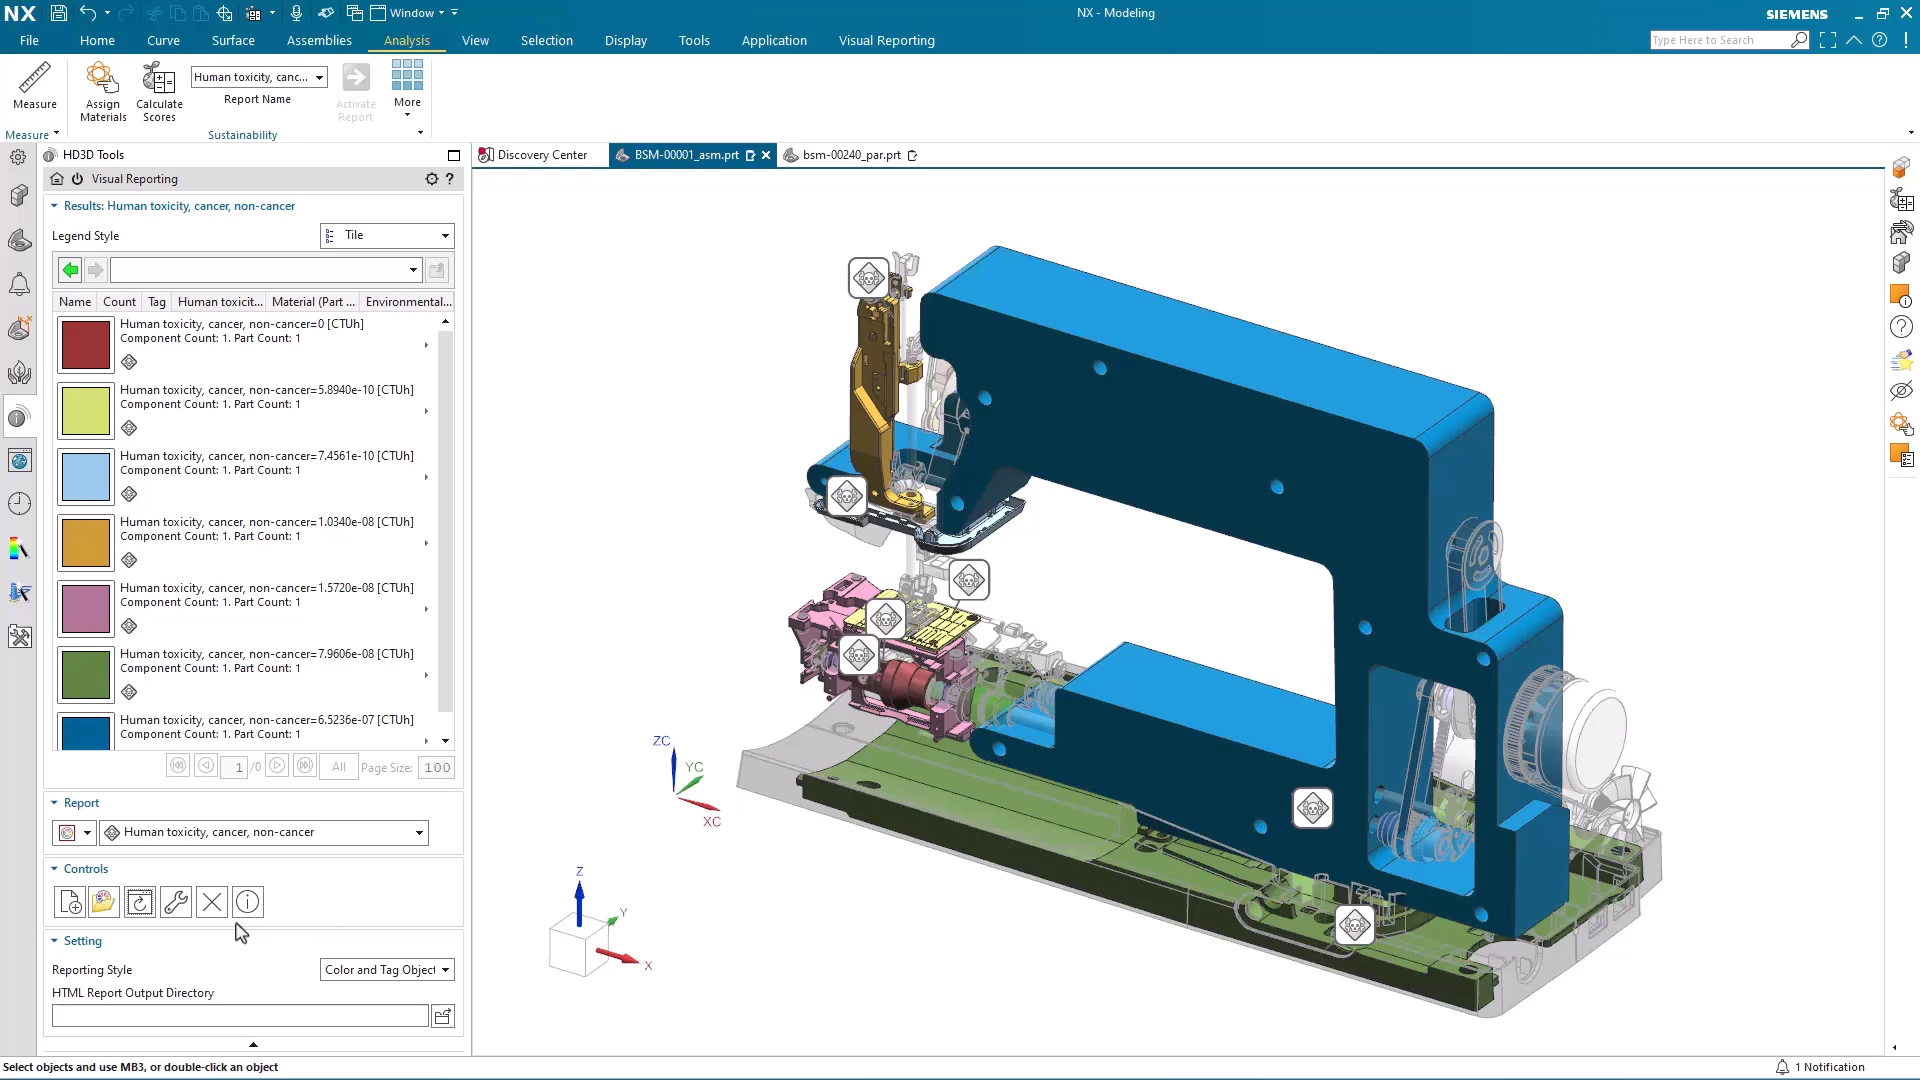 NX
Window
NX - Modeling
SIEMENS
File
Home
Curve
Surface
Assemblies
Analysis
View
Selection
Display
Tools
Application
Visual Reporting
Type Here to Search
Measure
Assign
Materials
Calculate
Scores
Human toxicity, canc...
Report Name
Activate
Report
More
Measure
Sustainability
HD3D Tools
Discovery Center
BSM-00001_asm.prt
bsm-00240_par.prt
Visual Reporting
Results: Human toxicity, cancer, non-cancer
Legend Style
Tile
Name
Count
Tag
Human toxicit...
Material (Part ...
Environmental...
Human toxicity, cancer, non-cancer=0 [CTUh]
Component Count: 1. Part Count: 1
Human toxicity, cancer, non-cancer=5.8940e-10 [CTUh]
Component Count: 1. Part Count: 1
Human toxicity, cancer, non-cancer=7.4561e-10 [CTUh]
Component Count: 1. Part Count: 1
Human toxicity, cancer, non-cancer=1.0340e-08 [CTUh]
Component Count: 1. Part Count: 1
Human toxicity, cancer, non-cancer=1.5720e-08 [CTUh]
Component Count: 1. Part Count: 1
Human toxicity, cancer, non-cancer=7.9606e-08 [CTUh]
Component Count: 1. Part Count: 1
Human toxicity, cancer, non-cancer=6.5236e-07 [CTUh]
Component Count: 1. Part Count: 1
1 /0
All
Page Size: 100
Report
Human toxicity, cancer, non-cancer
Controls
Setting
Reporting Style
Color and Tag Object
HTML Report Output Directory
ZC
YC
XC
Z
Y
X
Select objects and use MB3, or double-click an object
1 Notification